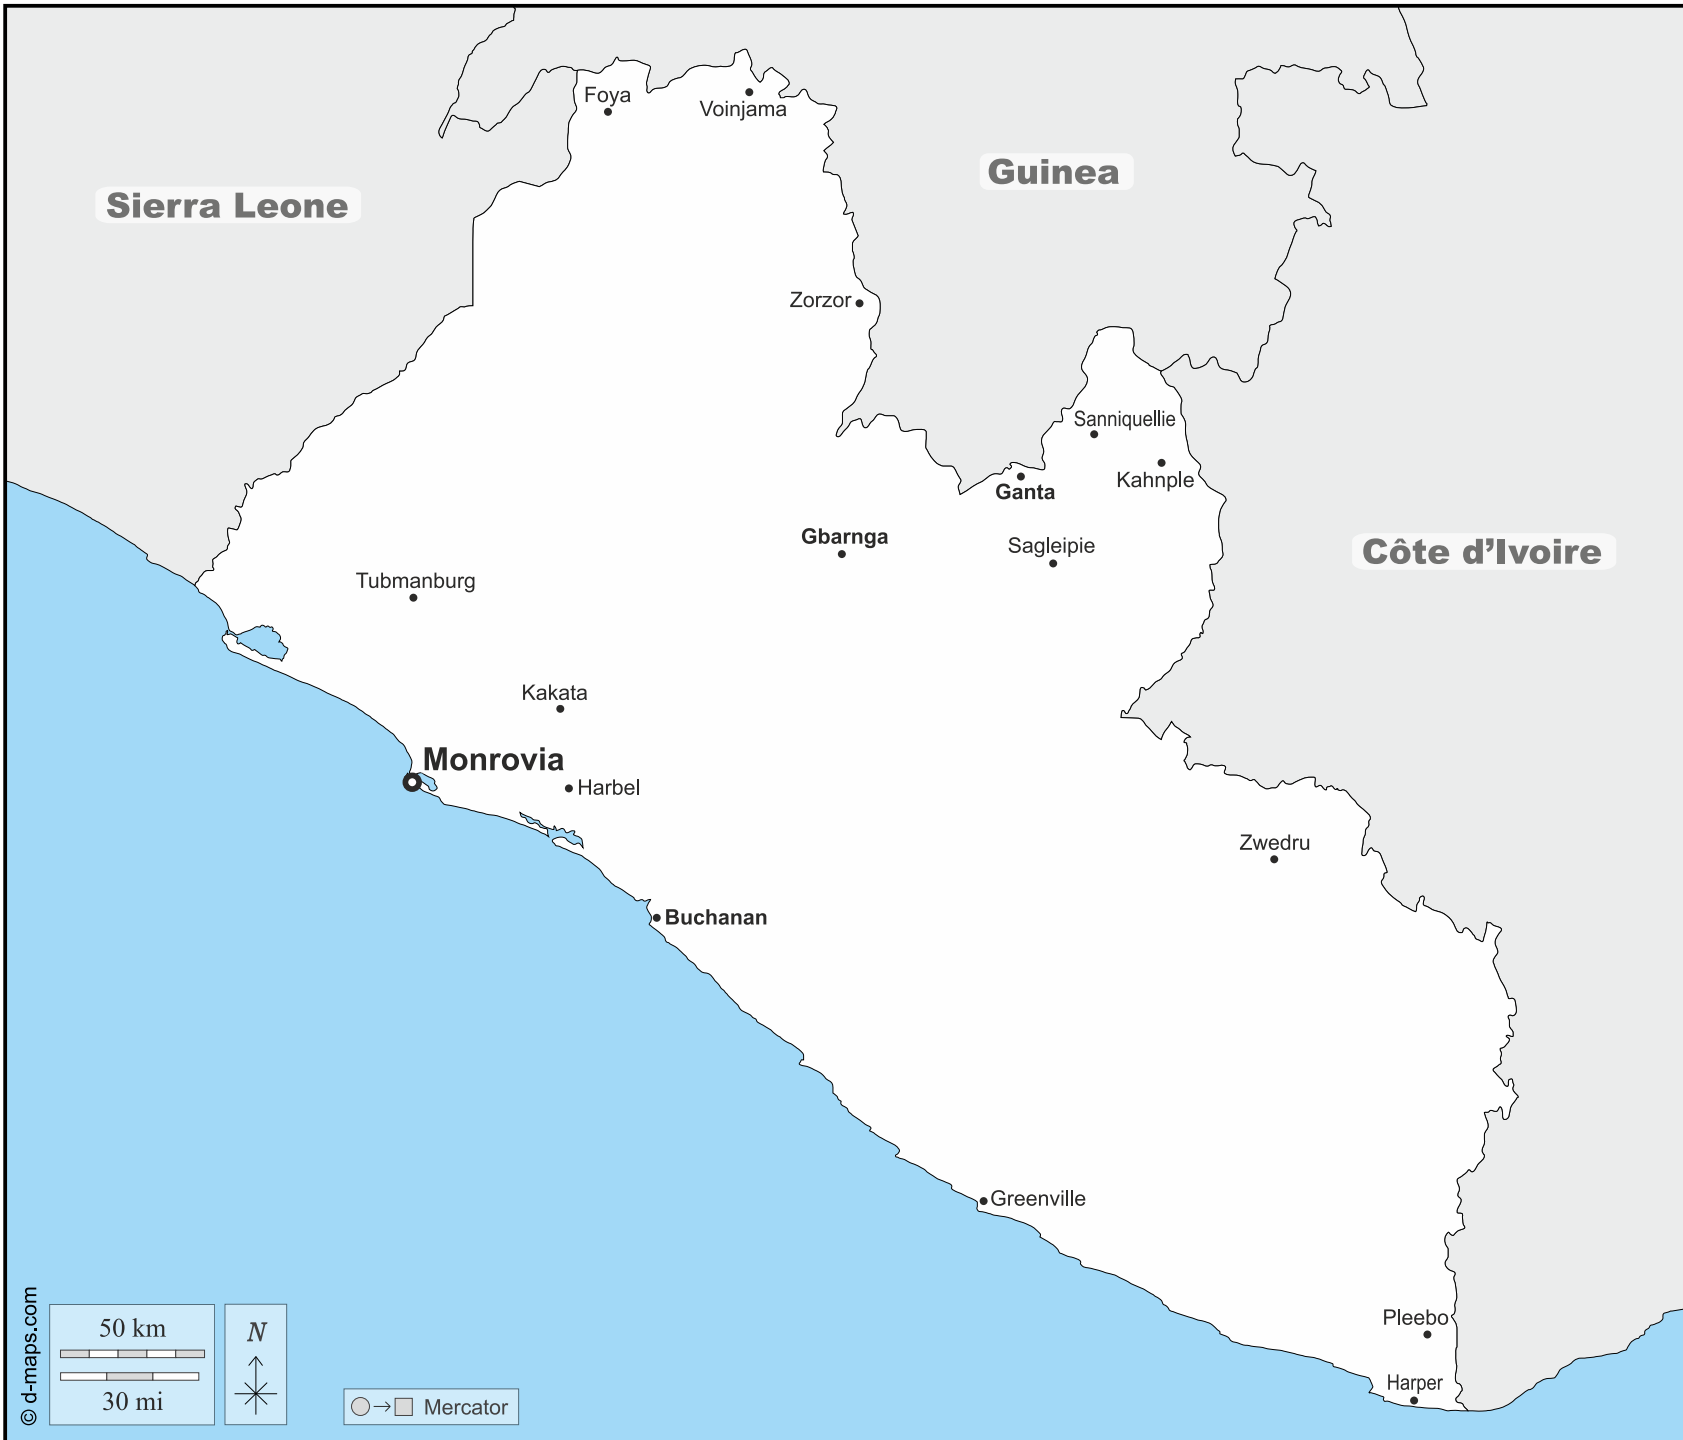 Foya
Voinjama
Guinea
Sierra Leone
Zorzor
Sanniquellie
Kahnple
Ganta
Gbarnga
Sagleipie
Côte d’Ivoire
Tubmanburg
Kakata
Monrovia
Harbel
Zwedru
Buchanan
Greenville
Pleebo
Harper
© d-maps.com
50 km
30 mi
N
Mercator